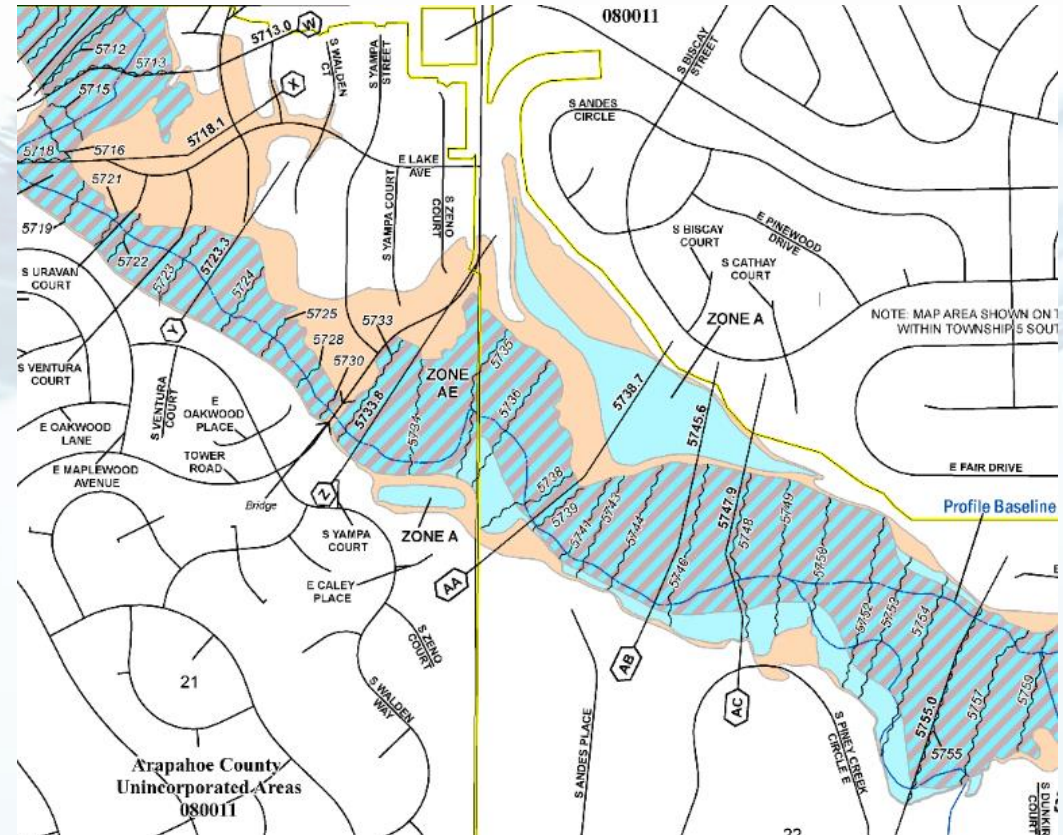 080011
5713.0
W
S WALDEN
CT
S YAMPA
STREET
S BISCAY
STREET
5712
5713
X
5715
S ANDES
CIRCLE
5718.1
5718
5716
5721
E LAKE
AVE
S YAMPA COURT
S ZENO
COURT
5719
5722
5723
5723.3
5724
E PINEWOOD
DRIVE
S BISCAY
COURT
S CATHAY
COURT
S URAVAN
COURT
5725
5728
5730
5733
ZONE A
NOTE: MAP AREA SHOWN ON T
WITHIN TOWNSHIP 5 SOUT
Y
S VENTURA
COURT
S VENTURA
COURT
ZONE
AE
5733.8
5734
5735
5736
5738.7
5745.6
E
OAKWOOD
PLACE
E OAKWOOD
LANE
TOWER
ROAD
E MAPLEWOOD
AVENUE
Bridge
Z
5738
5739
5741
5743
5744
5746
5747.9
5748
5749
5750
E FAIR DRIVE
Profile Baseline
S YAMPA
COURT
ZONE A
E CALEY
PLACE
AA
S ZENO
COURT
5752
5753
5754
AB
AC
21
S WALDEN
WAY
S ANDES PLACE
S PINEY CREEK
CIRCLE E
5755.0
5755
5757
5759
Arapahoe County
Unincorporated Areas
080011
22
COURT